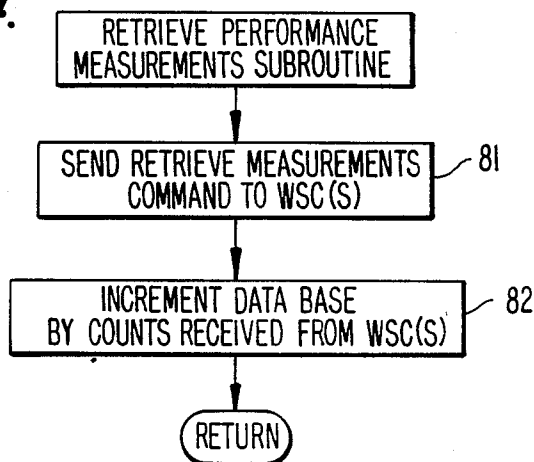 RETRIEVE PERFORMANCE
MEASUREMENTS SUBROUTINE
SEND RETRIEVE MEASUREMENTS
COMMAND TO WSC(S)
81
INCREMENT DATA BASE
BY COUNTS RECEIVED FROM WSC(S)
82
RETURN